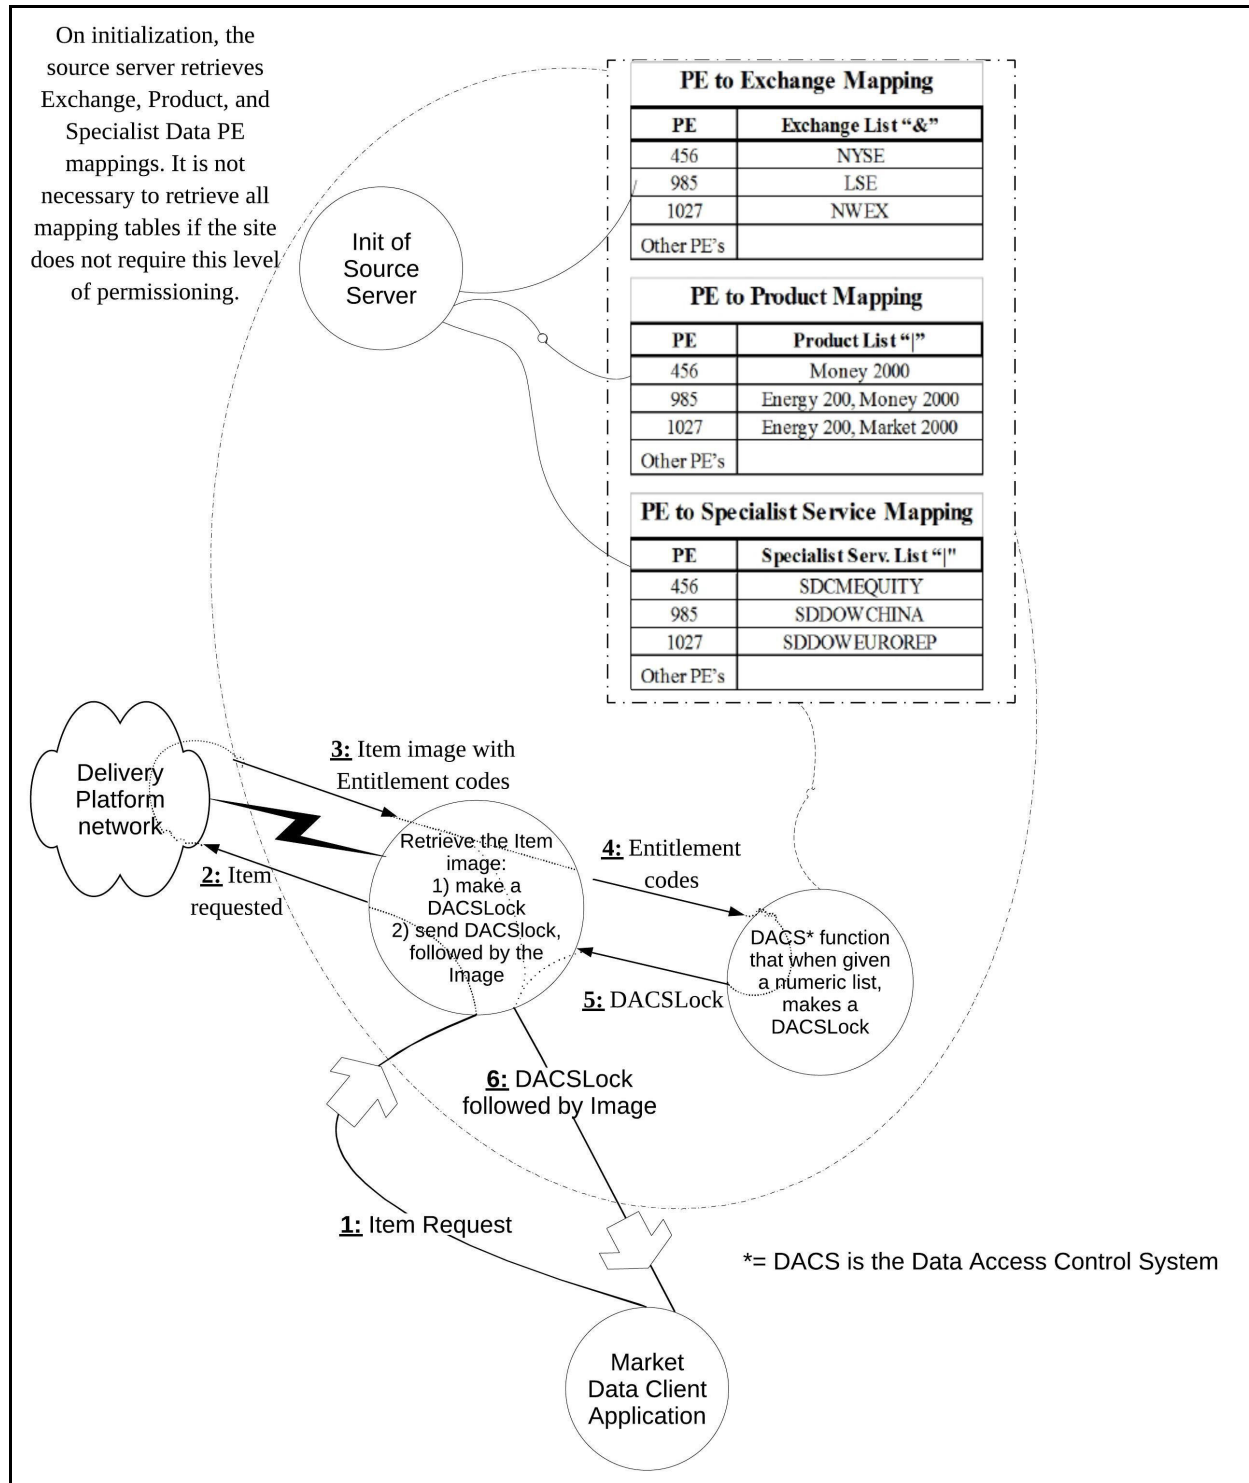 On initialization, the
source server retrieves
Exchange, Product, and
Specialist Data PE
mappings. It is not
necessary to retrieve all
mapping tables if the site
does not require this level
of permissioning.
Init of
Source
Server
PE to Exchange Mapping
PE Exchange List “&”
456 NYSE
985 LSE
1027 NWEX
Other PE’s
PE to Product Mapping
PE Product List “|”
456 Money 2000
985 Energy 200, Money 2000
1027 Energy 200, Market 2000
Other PE’s
PE to Specialist Service Mapping
PE Specialist Serv. List “|"
456 SDCMEQUITY
985 SDDOWCHINA
1027 SDDOWEUROREP
Other PE’s
Delivery
Platform
network
3: Item image with
Entitlement codes
2: Item
requested
Retrieve the Item
image:
1) make a
DACSLock
2) send DACSlock,
followed by the
Image
4: Entitlement
codes
5: DACSLock
DACS* function
that when given
a numeric list,
makes a
DACSLock
6: DACSLock
followed by Image
1: Item Request
*= DACS is the Data Access Control System
Market
Data Client
Application